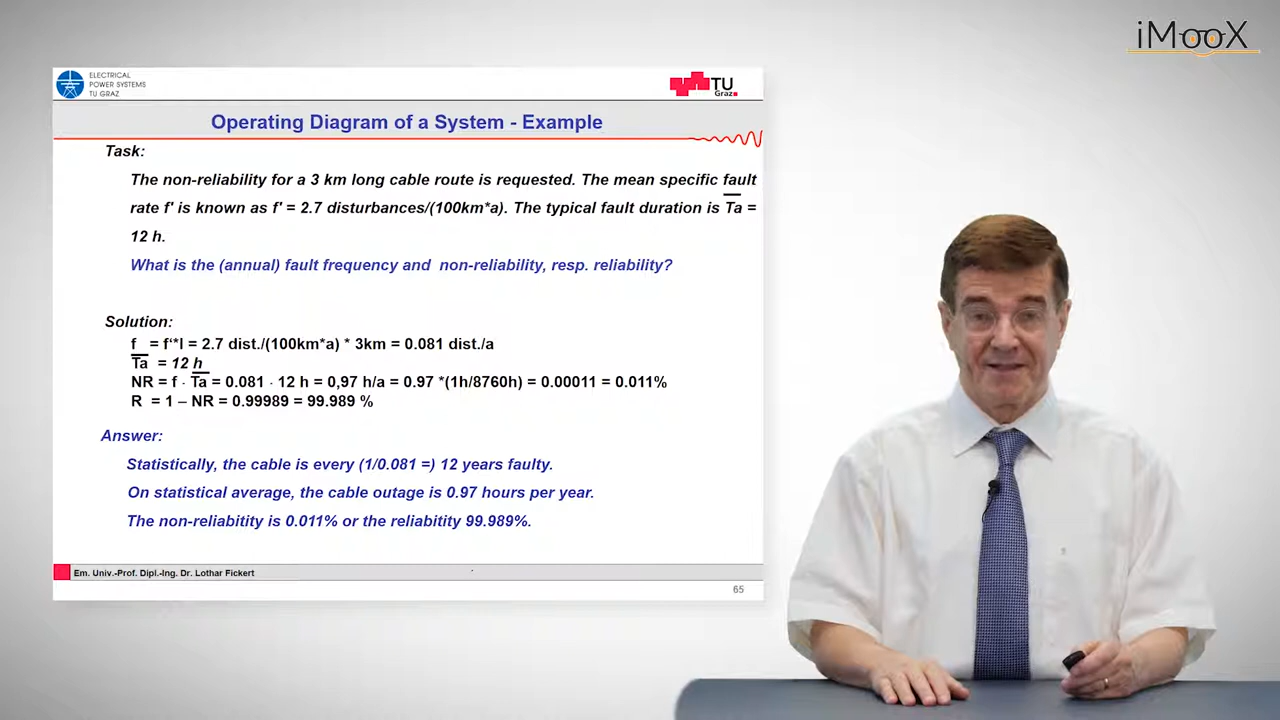 iMooX
ELECTRICAL
POWER SYSTEMS
TU GRAZ
TU
Graz
Operating Diagram of a System - Example
Task:
The non-reliability for a 3 km long cable route is requested. The mean specific fault
rate f' is known as f' = 2.7 disturbances/(100km*a). The typical fault duration is T̅a̅ =
12 h.
What is the (annual) fault frequency and non-reliability, resp. reliability?
Solution:
f = f'*l = 2.7 dist./(100km*a) * 3km = 0.081 dist./a
T̅a̅ = 12 h
NR = f · T̅a̅ = 0.081 · 12 h = 0,97 h/a = 0.97 *(1h/8760h) = 0.00011 = 0.011%
R = 1 – NR = 0.99989 = 99.989 %
Answer:
Statistically, the cable is every (1/0.081 =) 12 years faulty.
On statistical average, the cable outage is 0.97 hours per year.
The non-reliabitity is 0.011% or the reliabitity 99.989%.
Em. Univ.-Prof. Dipl.-Ing. Dr. Lothar Fickert
65